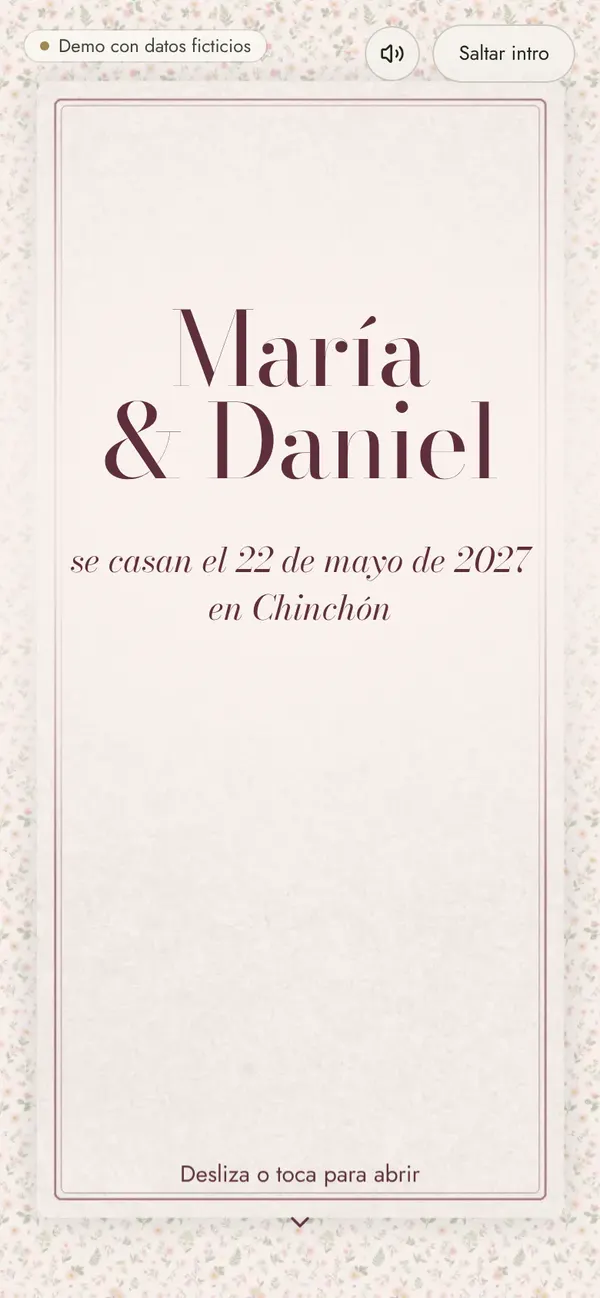 Demo con datos ficticios
Saltar intro
María
& Daniel
se casan el 22 de mayo de 2027
en Chinchón
Desliza o toca para abrir